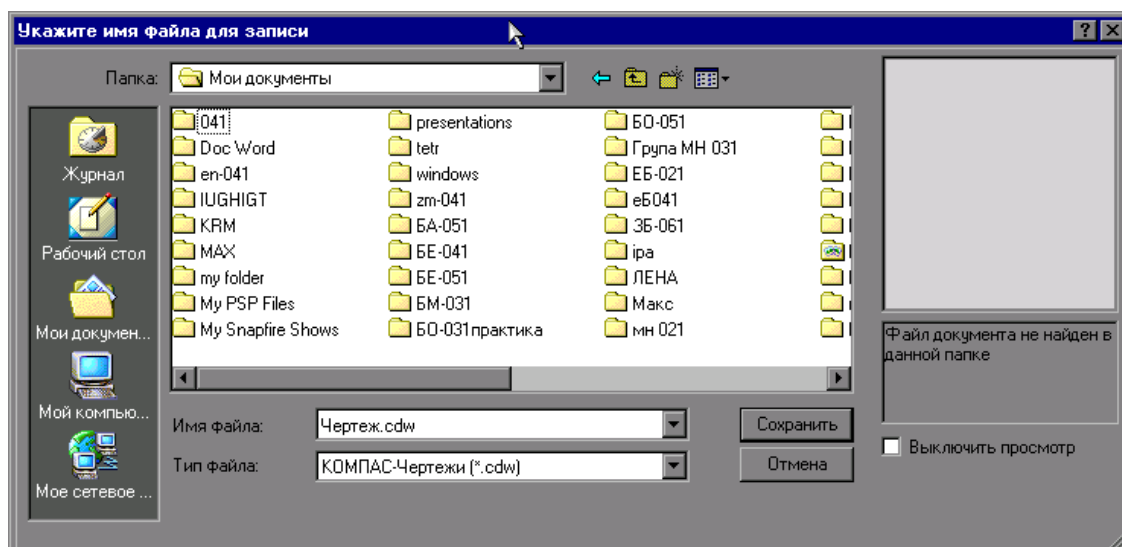 Укажите имя файла для записи
Папка:
Мои документы
Журнал
Рабочий стол
Мои докумен...
Мой компью...
Мое сетевое ...
041
Doc Word
en-041
IUGHIGT
KRM
MAX
my folder
My PSP Files
My Snapfire Shows
presentations
tetr
windows
zm-041
БА-051
БЕ-041
БЕ-051
БМ-031
БО-031практика
БО-051
Група МН 031
ЕБ-021
еБ041
ЗБ-061
іра
ЛЕНА
Макс
мн 021
Файл документа не найден в
данной папке
Имя файла:
Чертеж.cdw
Сохранить
Тип файла:
КОМПАС-Чертежи (*.cdw)
Отмена
Выключить просмотр